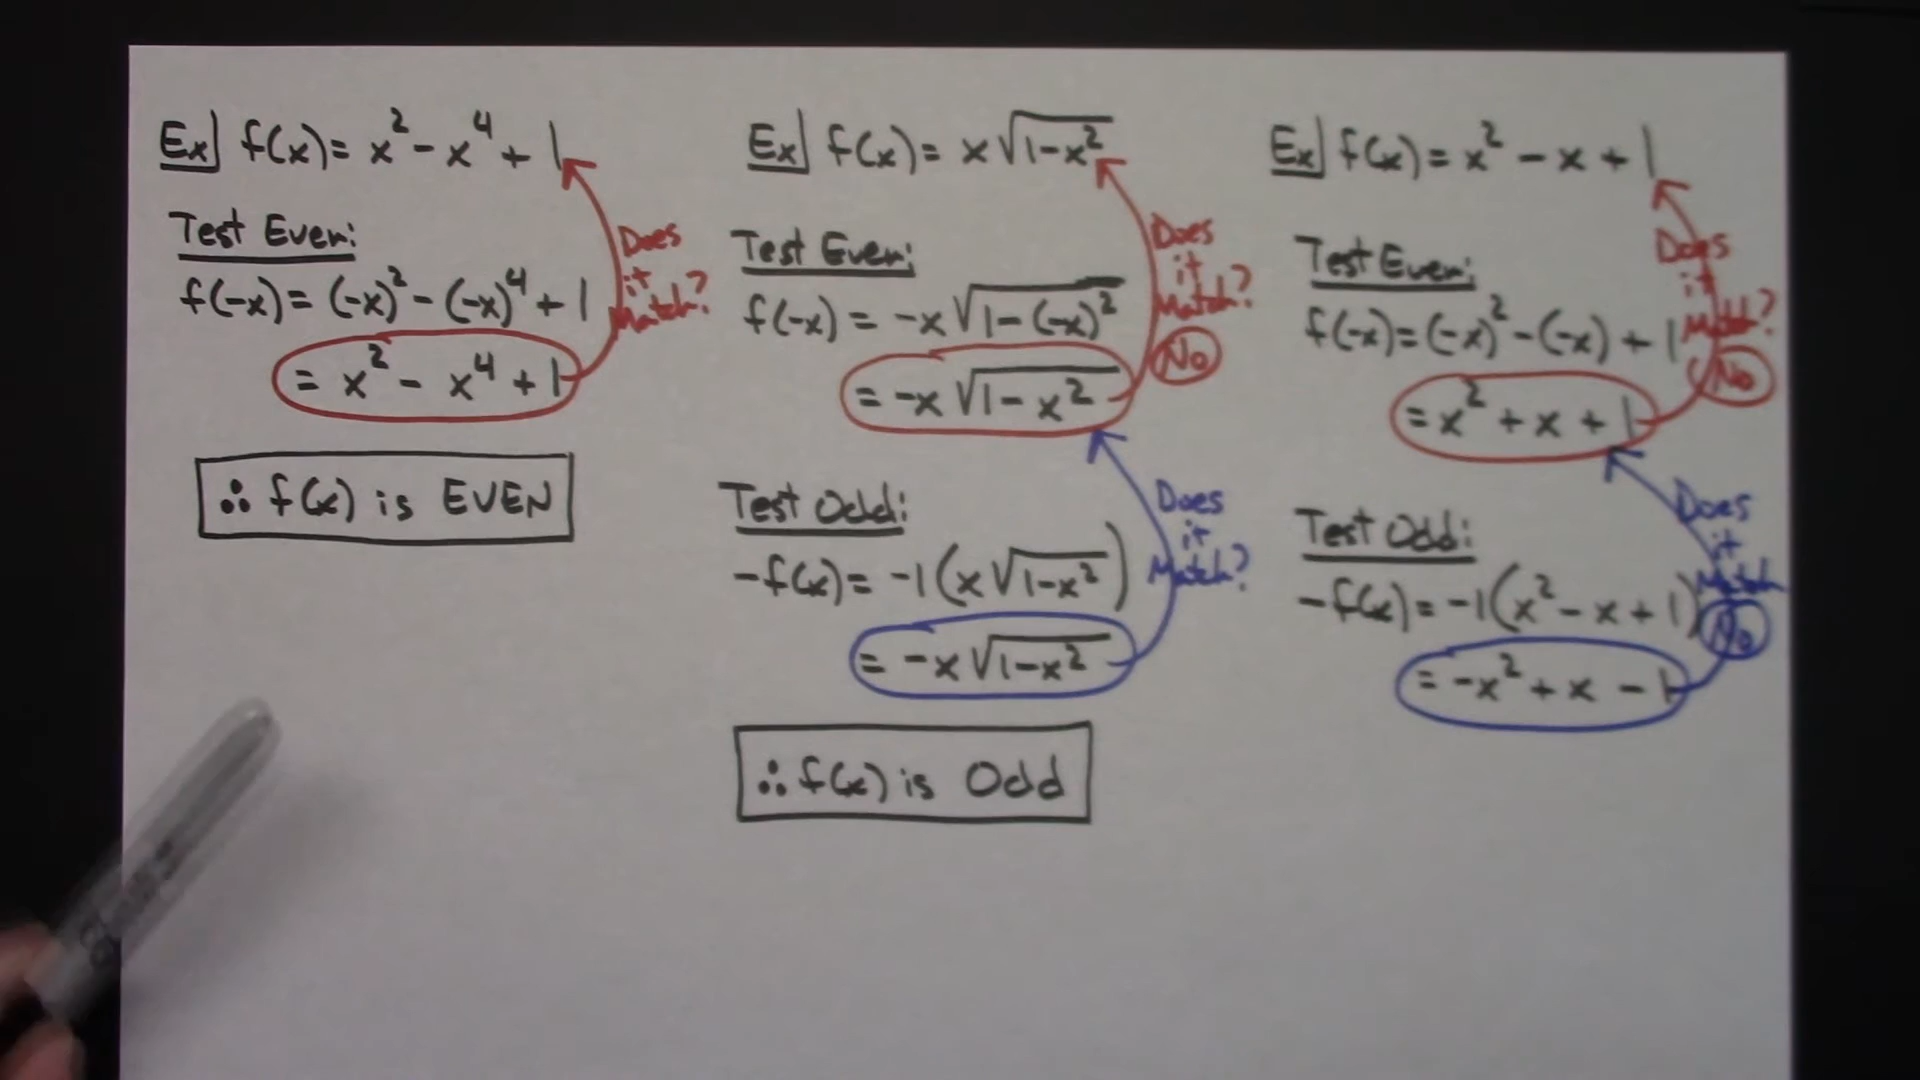 Ex] f(x) = x² - x⁴ + 1
Test Even:
f(-x) = (-x)² - (-x)⁴ + 1
= x² - x⁴ + 1
Does
it
Match?
∴ f(x) is EVEN
Ex] f(x) = x√(1-x²)
Test Even:
f(-x) = -x√(1-(-x)²)
= -x√(1-x²)
Does
it
Match?
No
Test Odd:
-f(x) = -1(x√(1-x²))
= -x√(1-x²)
Does
it
Match?
∴ f(x) is Odd
Ex] f(x) = x² - x + 1
Test Even:
f(-x) = (-x)² - (-x) + 1
= x² + x + 1
Does
it
Match?
No
Test Odd:
-f(x) = -1(x² - x + 1)
= -x² + x - 1
Does
it
Match
No